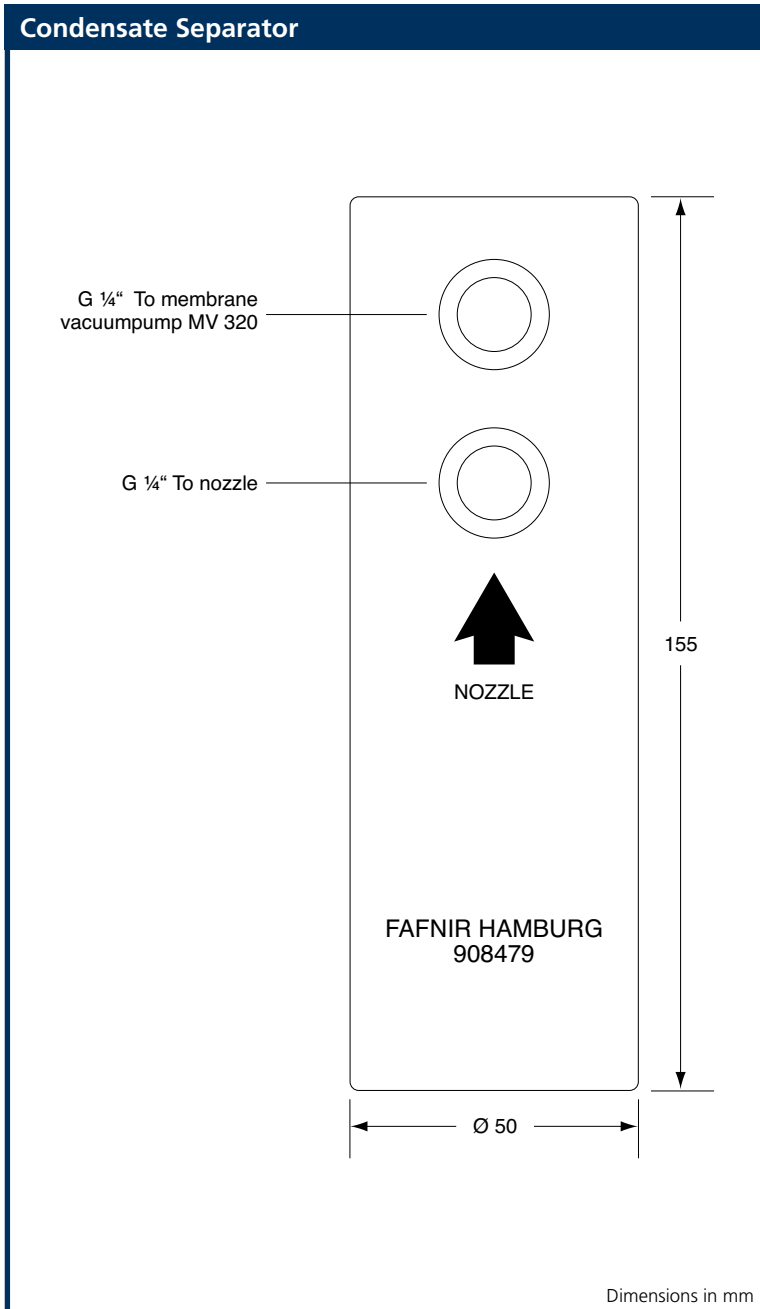 Condensate Separator
G ¼“ To membrane
vacuumpump MV 320
G ¼“ To nozzle
155
NOZZLE
FAFNIR HAMBURG
908479
Ø 50
Dimensions in mm